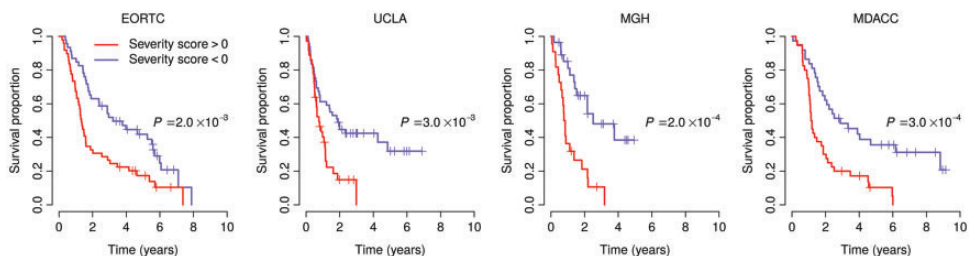 EORTC
Survival proportion
1.0
0.8
0.6
0.4
0.2
0.0
Severity score > 0
Severity score < 0
P = 2.0 ×10⁻³
0 2 4 6 8 10
Time (years)
UCLA
Survival proportion
1.0
0.8
0.6
0.4
0.2
0.0
P = 3.0 ×10⁻³
0 2 4 6 8 10
Time (years)
MGH
Survival proportion
1.0
0.8
0.6
0.4
0.2
0.0
P = 2.0 ×10⁻⁴
0 2 4 6 8 10
Time (years)
MDACC
Survival proportion
1.0
0.8
0.6
0.4
0.2
0.0
P = 3.0 ×10⁻⁴
0 2 4 6 8 10
Time (years)